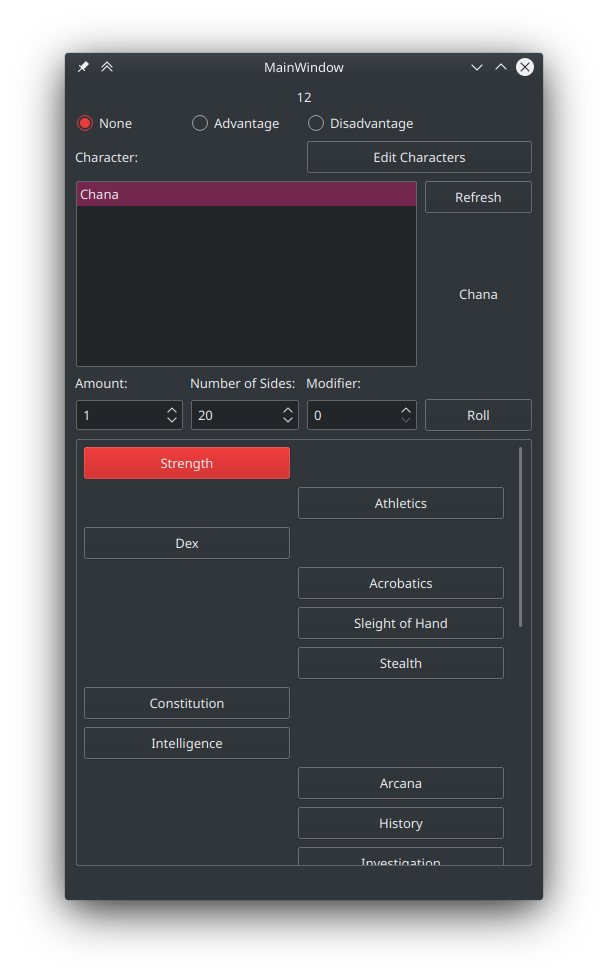 MainWindow
12
None Advantage Disadvantage
Character: Edit Characters
Chana Refresh
Chana
Amount: Number of Sides: Modifier:
1 20 0 Roll
Strength
Athletics
Dex
Acrobatics
Sleight of Hand
Stealth
Constitution
Intelligence
Arcana
History
Investigation